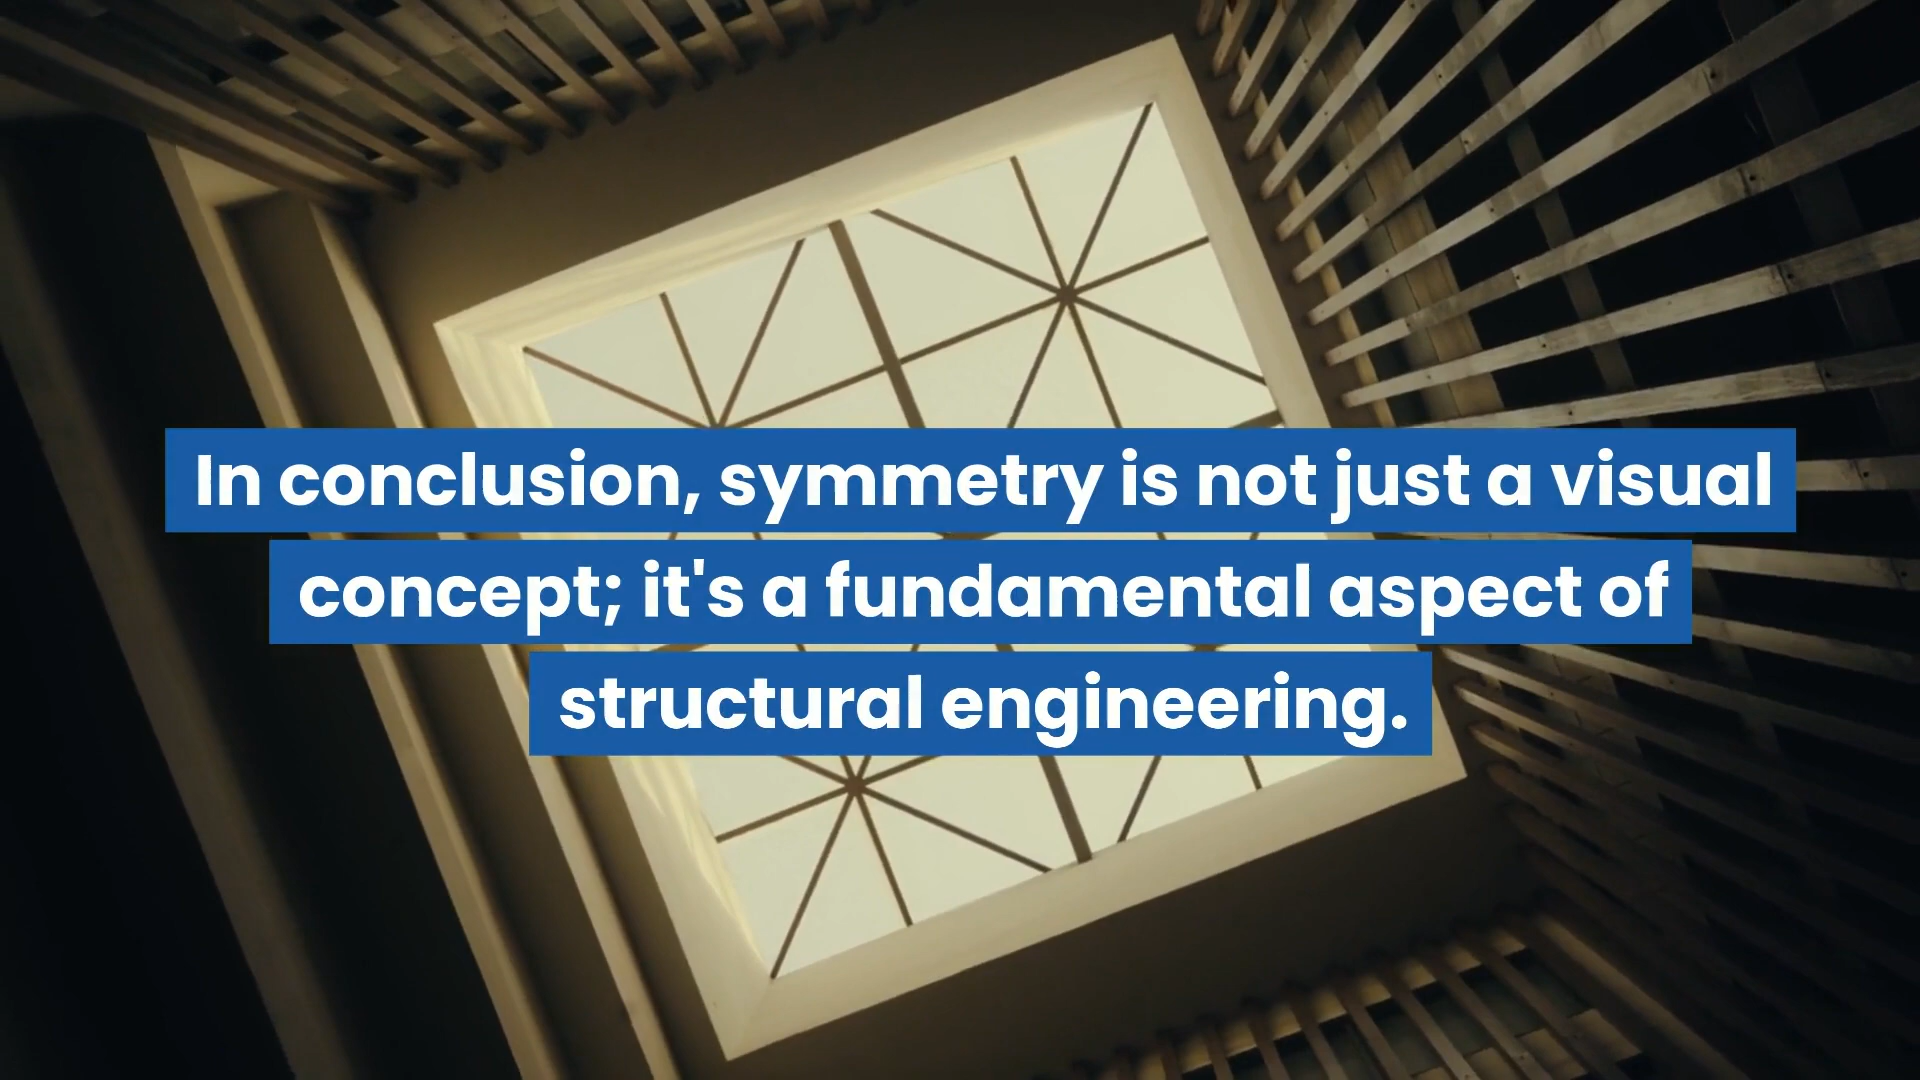 In conclusion, symmetry is not just a visual
concept; it's a fundamental aspect of
structural engineering.